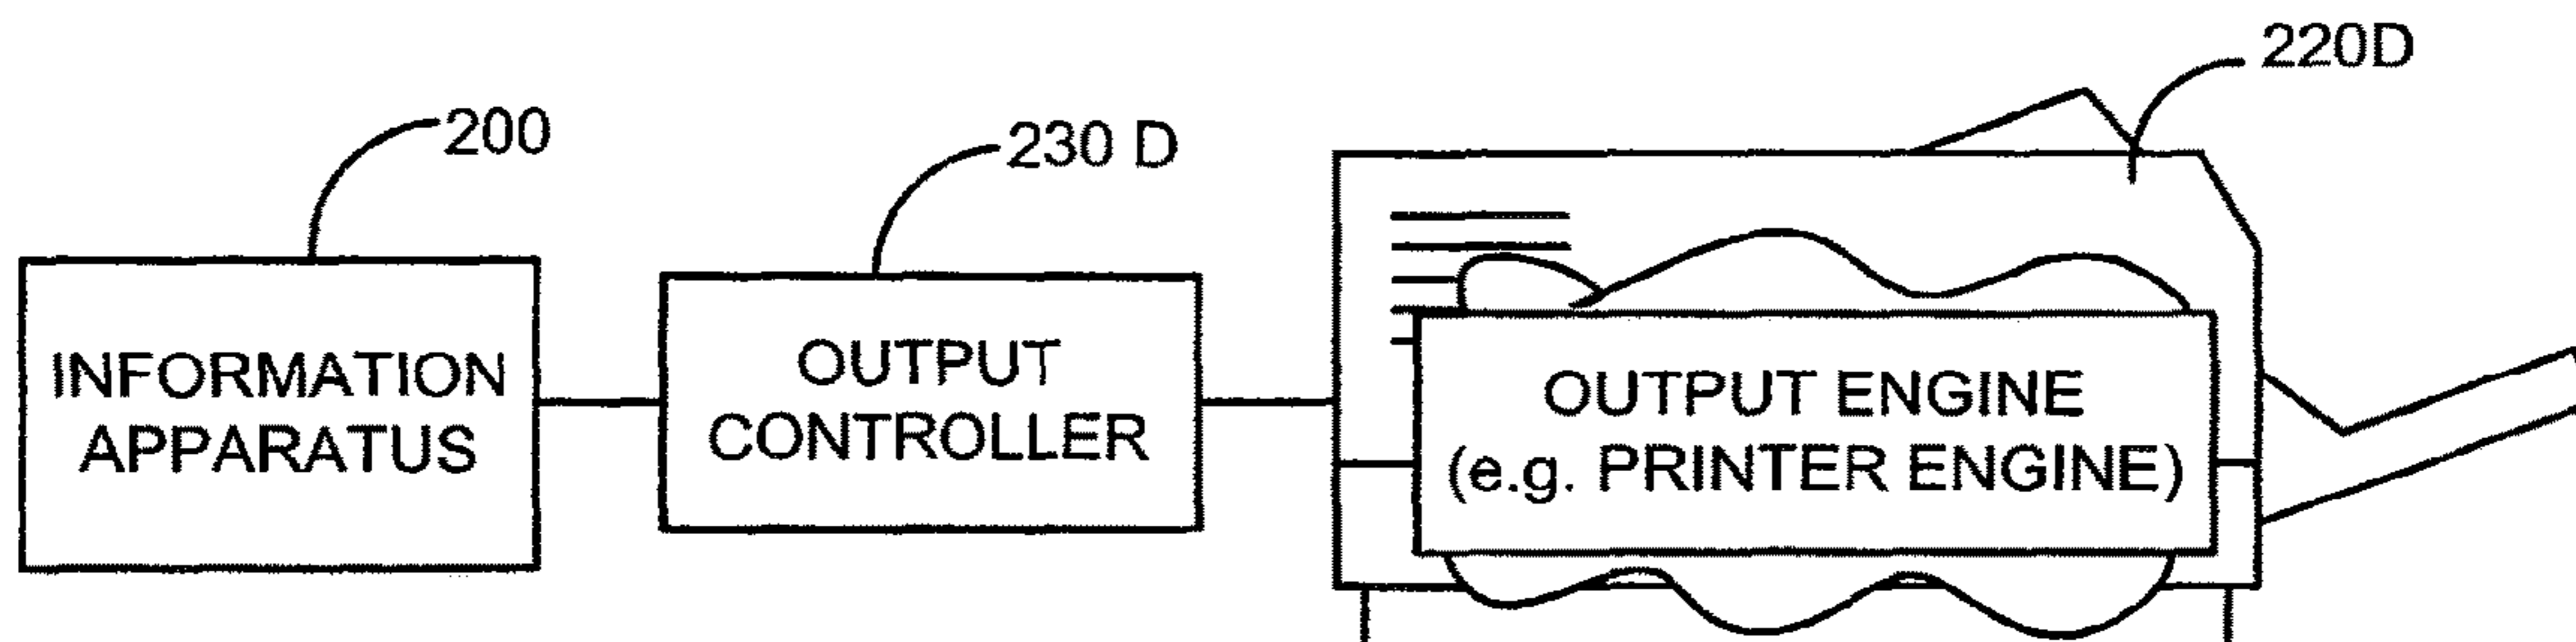 200
230 D
220D
INFORMATION
APPARATUS
OUTPUT
CONTROLLER
OUTPUT ENGINE
(e.g. PRINTER ENGINE)